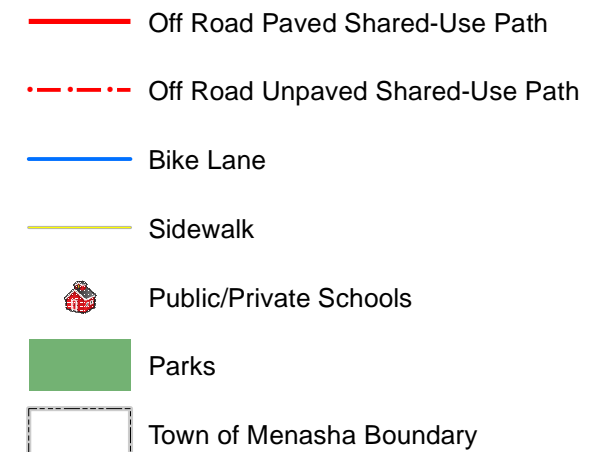 Off Road Paved Shared-Use Path
Off Road Unpaved Shared-Use Path
Bike Lane
Sidewalk
Public/Private Schools
Parks
Town of Menasha Boundary